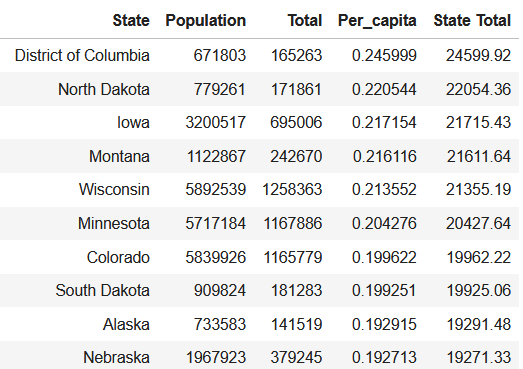 State Population Total Per_capita State Total
District of Columbia 671803 165263 0.245999 24599.92
North Dakota 779261 171861 0.220544 22054.36
Iowa 3200517 695006 0.217154 21715.43
Montana 1122867 242670 0.216116 21611.64
Wisconsin 5892539 1258363 0.213552 21355.19
Minnesota 5717184 1167886 0.204276 20427.64
Colorado 5839926 1165779 0.199622 19962.22
South Dakota 909824 181283 0.199251 19925.06
Alaska 733583 141519 0.192915 19291.48
Nebraska 1967923 379245 0.192713 19271.33